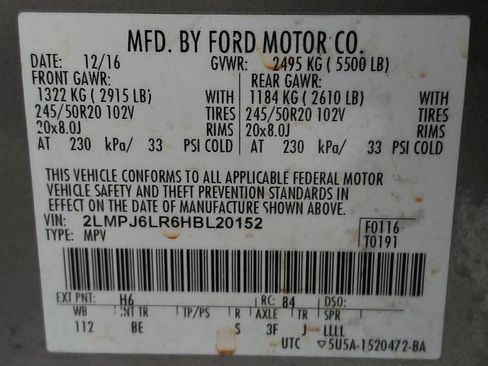 MFD. BY FORD MOTOR CO.
DATE: 12/16 GVWR: 2495 KG ( 5500 LB)
FRONT GAWR: REAR GAWR:
1322 KG ( 2915 LB) WITH 1184 KG ( 2610 LB) WITH
245/50R20 102V TIRES 245/50R20 102V TIRES
20x8.0J RIMS 20x8.0J RIMS
AT 230 kPa/ 33 PSI COLD AT 230 kPa/ 33 PSI COLD
THIS VEHICLE CONFORMS TO ALL APPLICABLE FEDERAL MOTOR
VEHICLE SAFETY AND THEFT PREVENTION STANDARDS IN
EFFECT ON THE DATE OF MANUFACTURE SHOWN ABOVE.
VIN: 2LMPJ6LR6HBL20152 F0116
TYPE: MPV T0191
EXT PNT: H6 RC: 84 DSO:
WB INT TR TP/PS R AXLE TR SPR
112 BE S 3F J LLLL
UTC ▽5U5A-1520472-BA